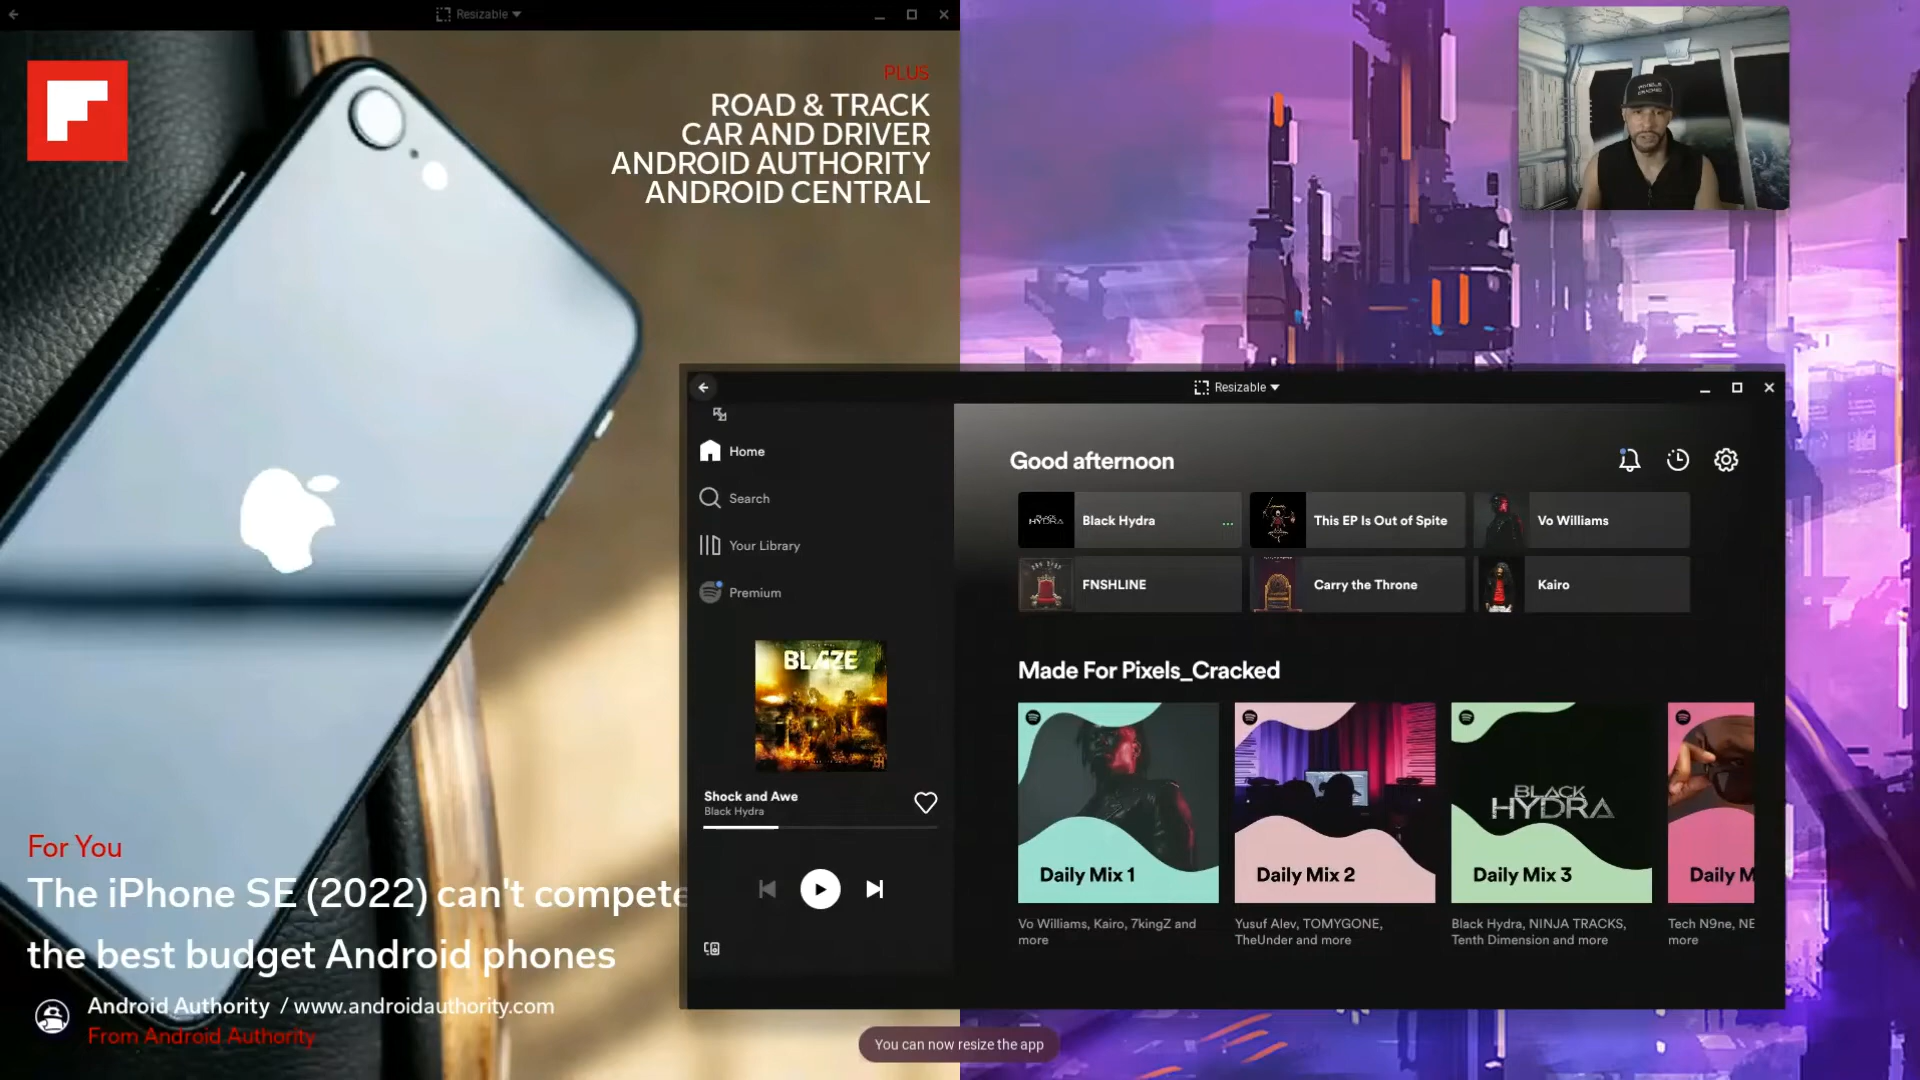 Resizable
PLUS
ROAD & TRACK
CAR AND DRIVER
ANDROID AUTHORITY
ANDROID CENTRAL
For You
The iPhone SE (2022) can't compete
the best budget Android phones
Android Authority / www.androidauthority.com
From Android Authority
PIXELS
CRACKED
Resizable
Home
Search
Your Library
Premium
BLAZE
Shock and Awe
Black Hydra
Good afternoon
BLACK
HYDRA
Black Hydra
...
This EP Is Out of Spite
Vo Williams
FNSHLINE
Carry the Throne
Kairo
Made For Pixels_Cracked
Daily Mix 1
Vo Williams, Kairo, 7kingZ and
more
Daily Mix 2
Yusuf Alev, TOMYGONE,
TheUnder and more
BLACK
HYDRA
Daily Mix 3
Black Hydra, NINJA TRACKS,
Tenth Dimension and more
Daily M
Tech N9ne, NE
more
You can now resize the app